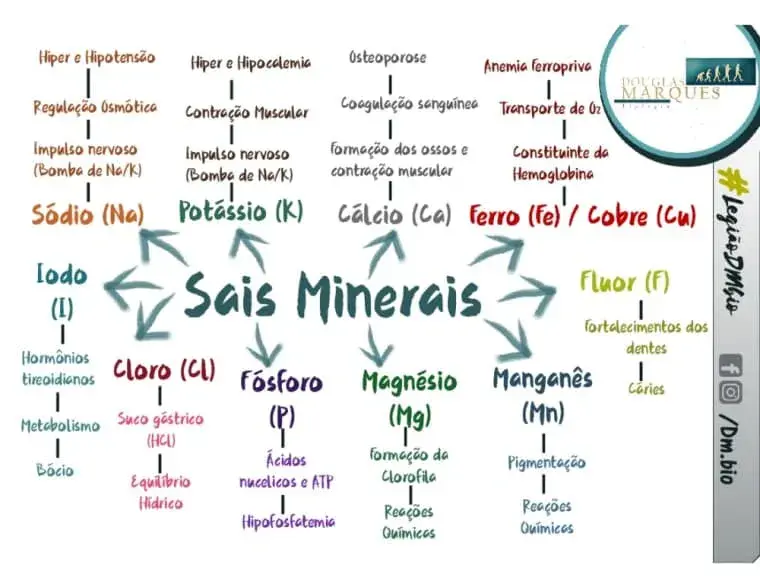 Hiper e Hipotensão
Regulação Osmótica
Impulso nervoso
(Bomba de Na/K)
Sódio (Na)
Hiper e Hipocalemia
Contração Muscular
Impulso nervoso
(Bomba de Na/K)
Potássio (K)
Osteoporose
Coagulação sanguínea
Formação dos ossos e
contração muscular
Cálcio (Ca)
Anemia Ferropriva
Transporte de O₂
Constituinte da
Hemoglobina
Ferro (Fe) / Cobre (Cu)
DOUGLAS
MARQUES
#LegiãoDMbio
/Dm.bio
Sais Minerais
Iodo
(I)
Hormônios
tireoidianos
Metabolismo
Bócio
Cloro (Cl)
Suco gástrico
(HCl)
Equilíbrio
Hídrico
Fósforo
(P)
Ácidos
nucelicos e ATP
Hipofosfatemia
Magnésio
(Mg)
Formação da
Clorofila
Reações
Químicas
Manganês
(Mn)
Pigmentação
Reações
Químicas
Fluor (F)
Fortalecimentos dos
dentes
Cáries